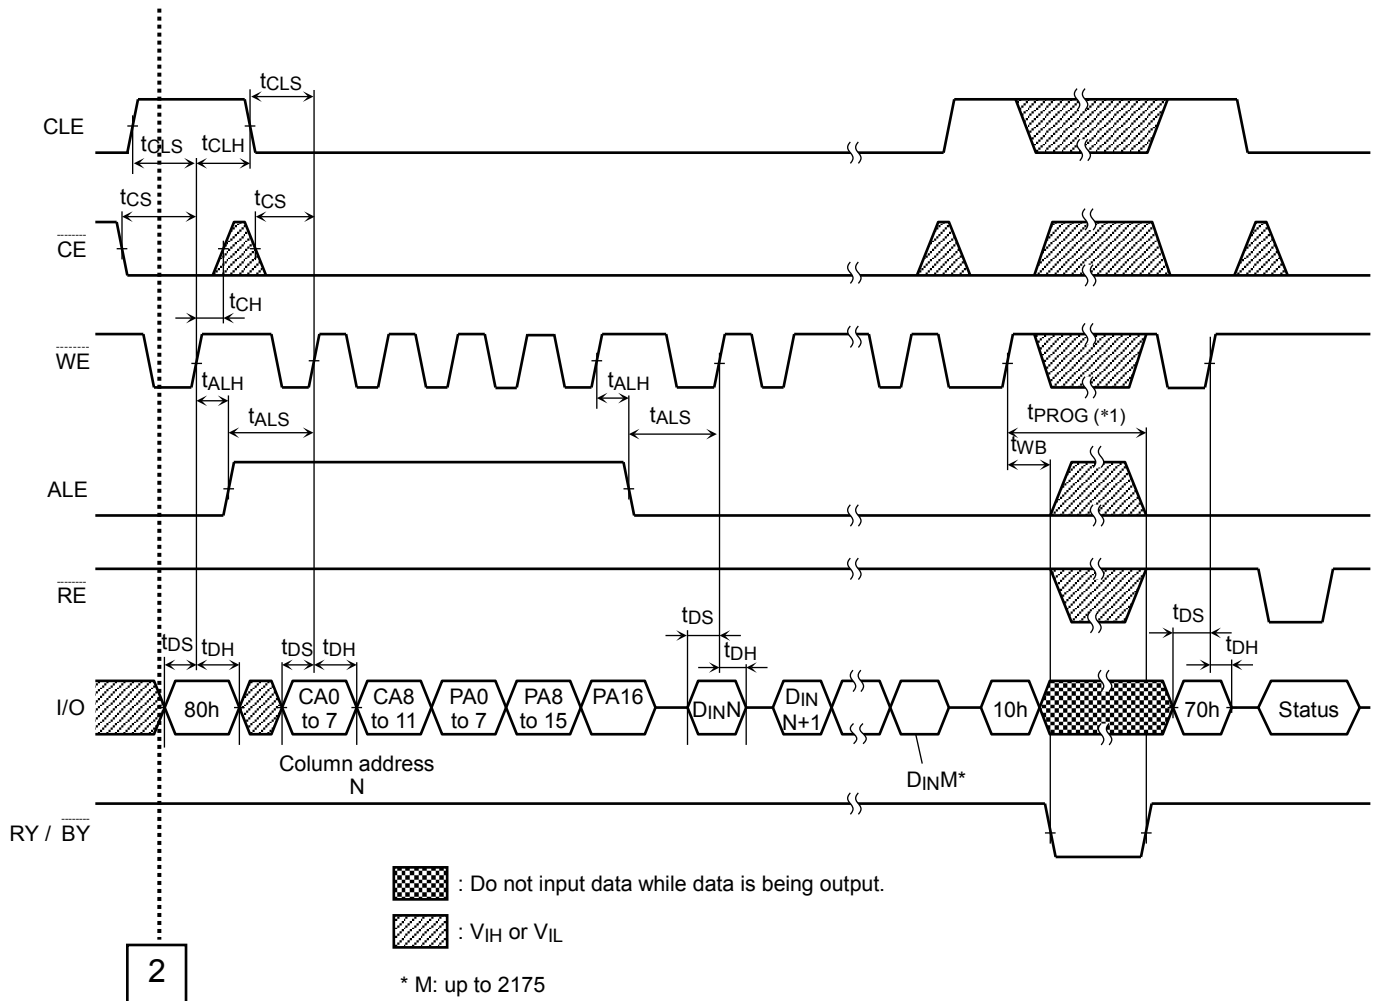 tCLS
CLE
tCLS
tCLH
tCS
tCS
CE
tCH
WE
tALH
tALH
tALS
tALS
tPROG (*1)
tWB
ALE
RE
tDS
tDH
tDS
tDH
tDS
tDH
tDS
tDH
I/O
80h
CA0 to 7
CA8 to 11
PA0 to 7
PA8 to 15
PA16
DINN
DIN N+1
10h
70h
Status
Column address
N
DINM*
RY / BY
: Do not input data while data is being output.
: VIH or VIL
2
* M: up to 2175